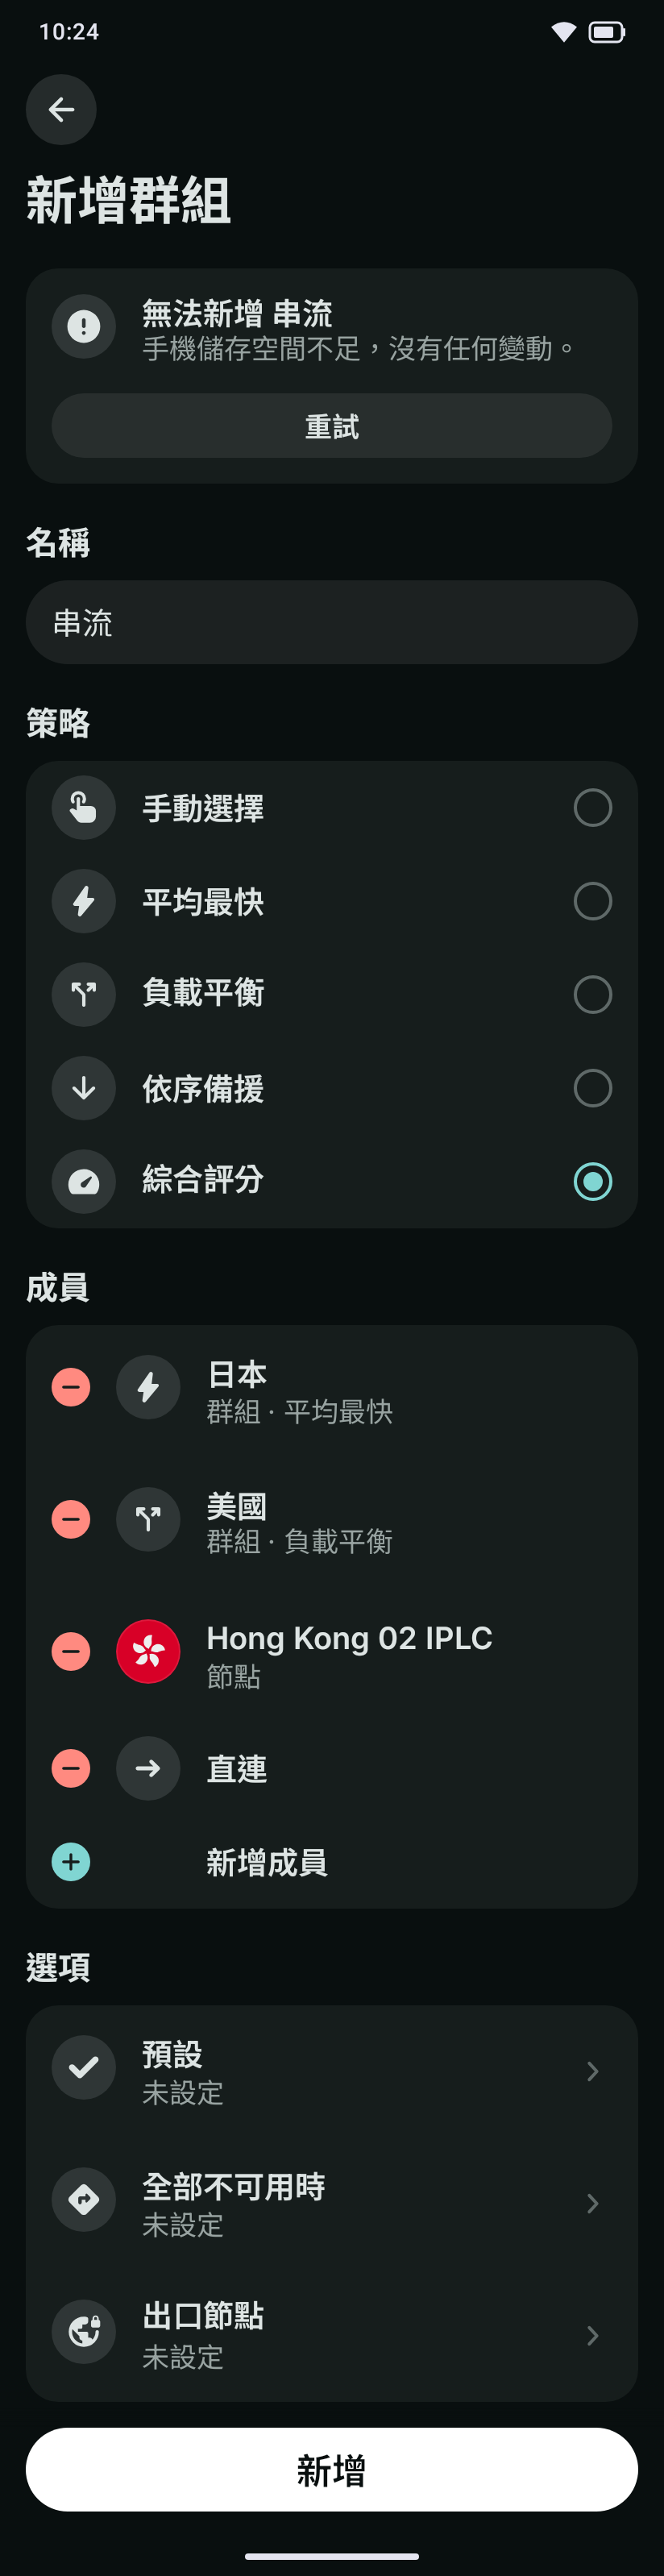 10:24
新增群組
無法新增 串流
手機儲存空間不足，沒有任何變動。
重試
名稱
串流
策略
手動選擇
平均最快
負載平衡
依序備援
綜合評分
成員
日本
群組 · 平均最快
美國
群組 · 負載平衡
Hong Kong 02 IPLC
節點
直連
新增成員
選項
預設
未設定
全部不可用時
未設定
出口節點
未設定
新增